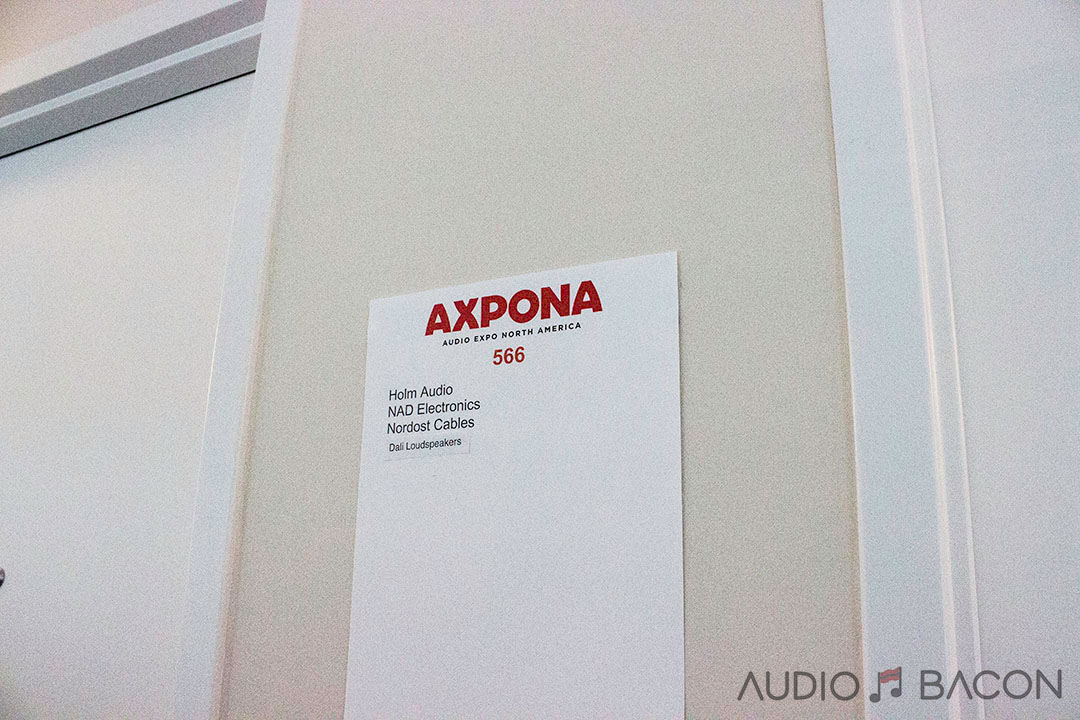 AXPONA
AUDIO EXPO NORTH AMERICA
566
Holm Audio
NAD Electronics
Nordost Cables
Dali Loudspeakers
AUDIO BACON